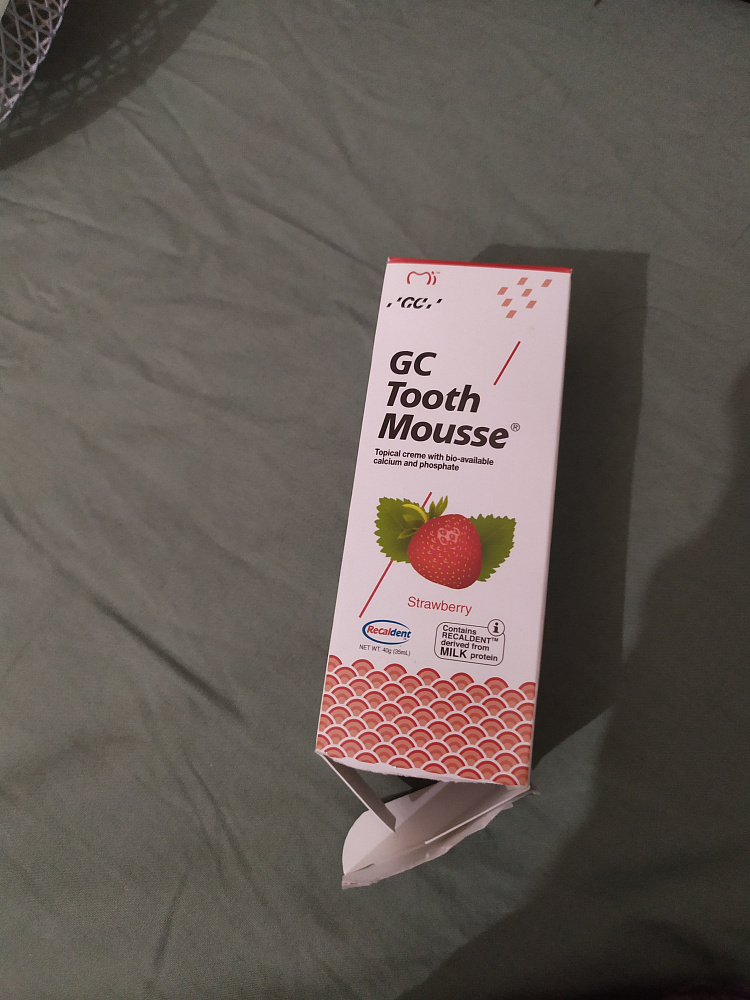 Mi™
GC
GC
Tooth
Mousse®
Topical creme with bio-available
calcium and phosphate
Strawberry
Recaldent
NET WT. 40g (35mL)
i
Contains
RECALDENT™
derived from
MILK protein